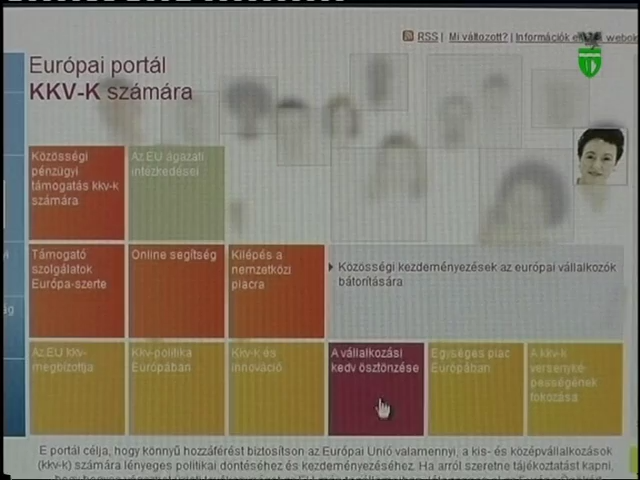 RSS | Mi változott? | Információk
Európai portál
KKV-K számára
Közösségi
pénzügyi
támogatás kkv-k
számára
Az EU ágazati
intézkedései
Támogató
szolgálatok
Európa-szerte
Online segítség
Kilépés a
nemzetközi
piacra
Közösségi kezdeményezések az európai vállalkozók
bátorítására
Az EU kkv-
megbízottja
Kkv-politika
Európában
Kkv-k és
innováció
A vállalkozási
kedv ösztönzése
Egységes piac
Európában
A kkv-k
versenyké-
pességének
fokozása
E portál célja, hogy könnyű hozzáférést biztosítson az Európai Unió valamennyi, a kis- és középvállalkozások
(kkv-k) számára lényeges politikai döntéséhez és kezdeményezéséhez. Ha arról szeretne tájékoztatást kapni,